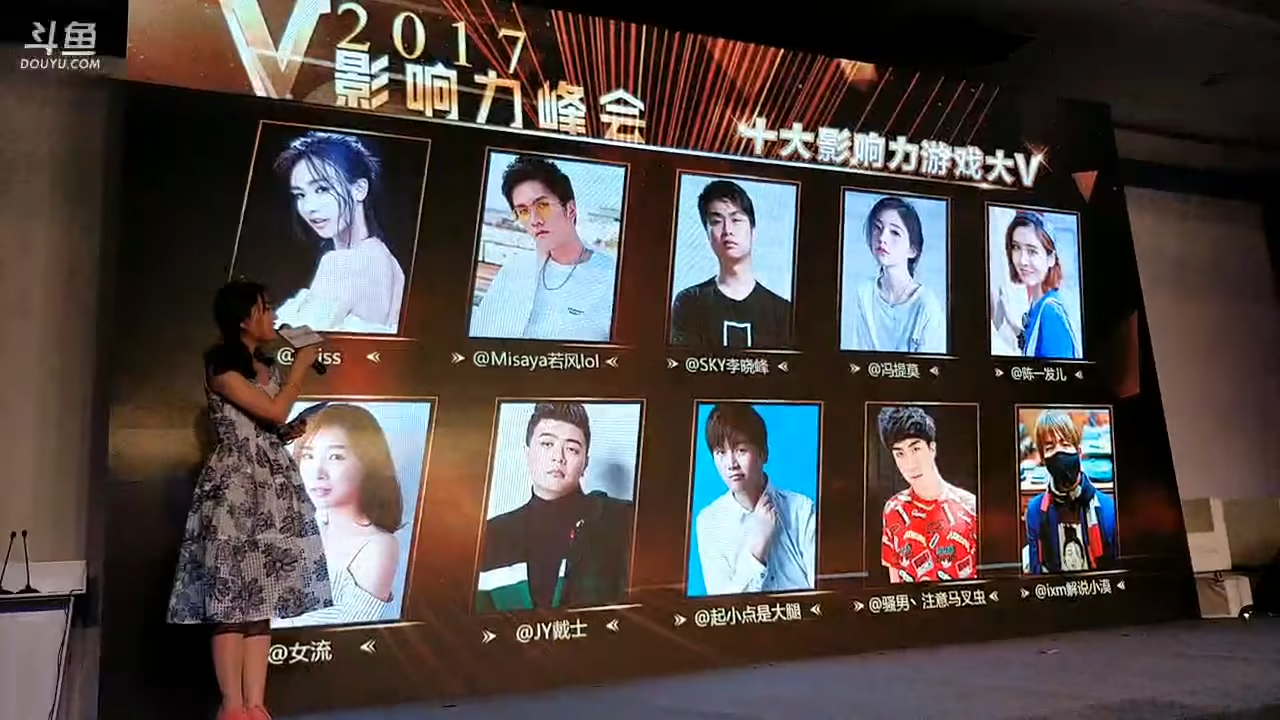 斗鱼
DOUYU.COM
V 2017
影响力峰会
十大影响力游戏大V
@Misaya若风lol
@SKY李晓峰
@冯提莫
@陈一发儿
@女流
@JY戴士
@起小点是大腿
@骚男丶注意马叉虫
@ixm解说小漠